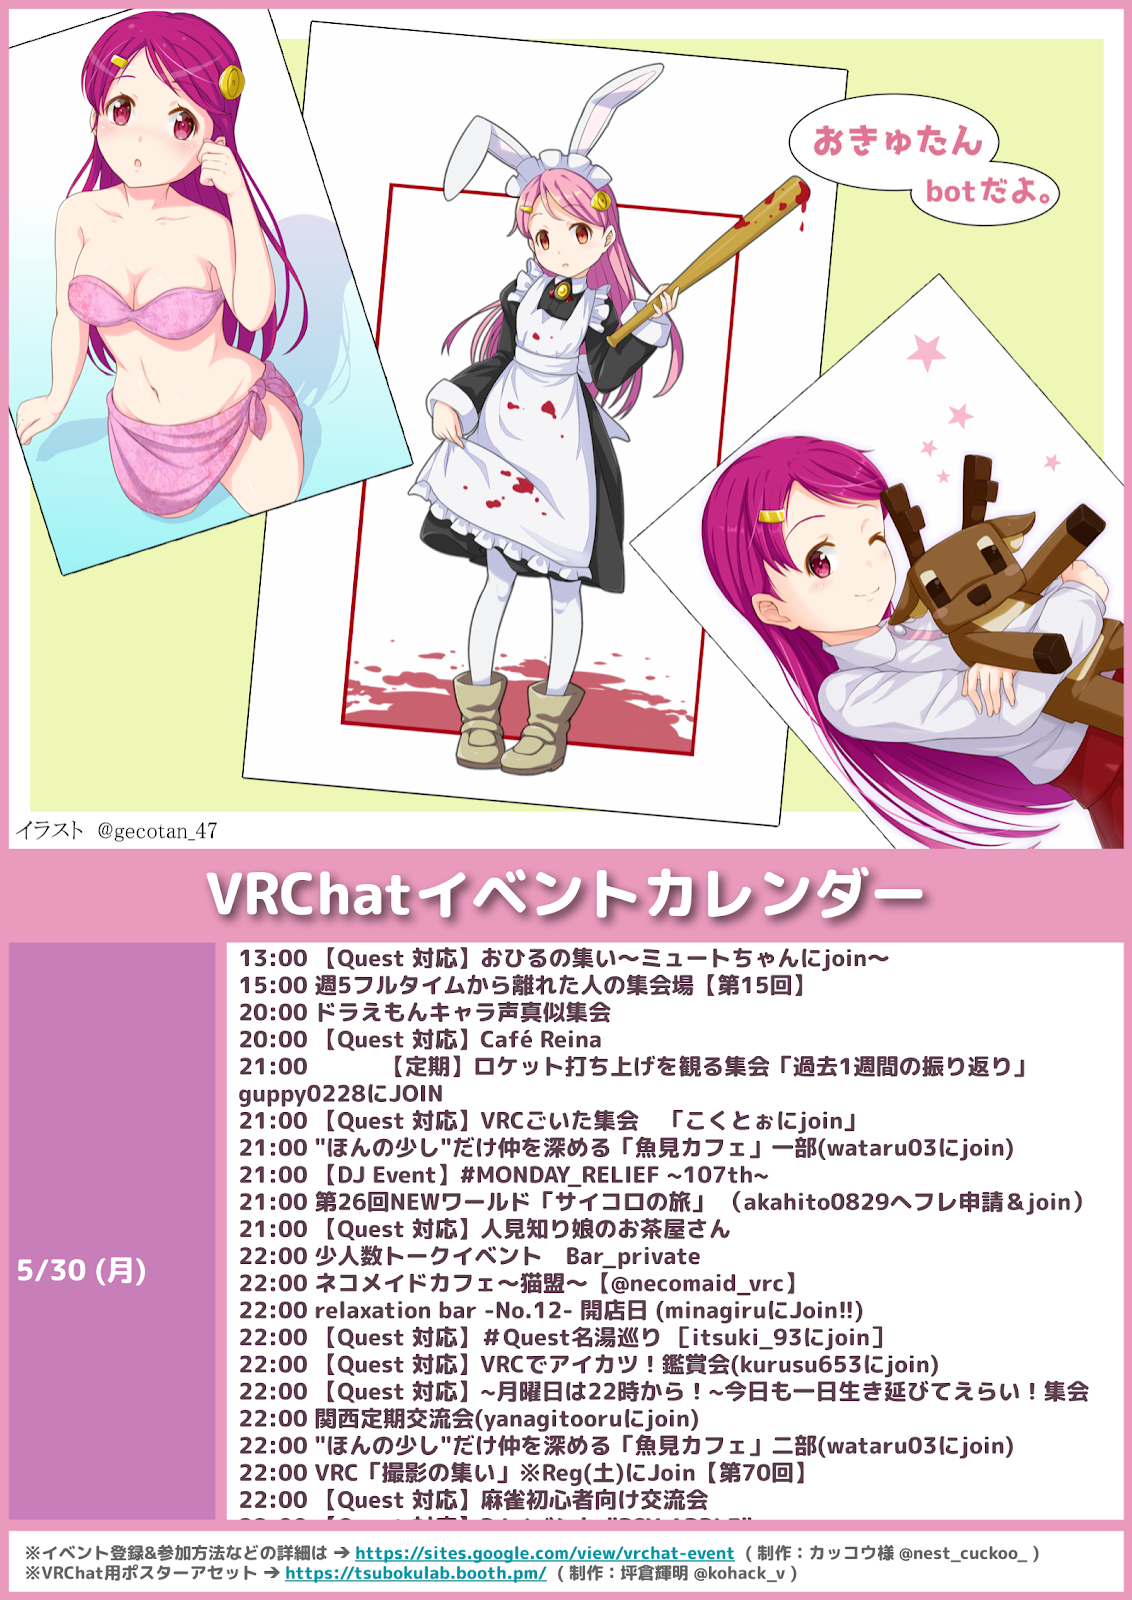 おきゅたん
botだよ。
イラスト @gecotan_47
VRChatイベントカレンダー
5/30 (月)
13:00 【Quest 対応】おひるの集い～ミュートちゃんにjoin～
15:00 週5フルタイムから離れた人の集会場【第15回】
20:00 ドラえもんキャラ声真似集会
20:00 【Quest 対応】Café Reina
21:00 【定期】ロケット打ち上げを観る集会「過去1週間の振り返り」
guppy0228にJOIN
21:00 【Quest 対応】VRCごいた集会 「こくとぉにjoin」
21:00 "ほんの少し"だけ仲を深める「魚見カフェ」一部(wataru03にjoin)
21:00 【DJ Event】#MONDAY_RELIEF ~107th~
21:00 第26回NEWワールド「サイコロの旅」（akahito0829へフレ申請＆join）
21:00 【Quest 対応】人見知り娘のお茶屋さん
22:00 少人数トークイベント Bar_private
22:00 ネコメイドカフェ～猫盟～【@necomaid_vrc】
22:00 relaxation bar -No.12- 開店日 (minagiruにJoin!!)
22:00 【Quest 対応】＃Quest名湯巡り ［itsuki_93にjoin］
22:00 【Quest 対応】VRCでアイカツ！鑑賞会(kurusu653にjoin)
22:00 【Quest 対応】~月曜日は22時から！~今日も一日生き延びてえらい！集会
22:00 関西定期交流会(yanagitooruにjoin)
22:00 "ほんの少し"だけ仲を深める「魚見カフェ」二部(wataru03にjoin)
22:00 VRC「撮影の集い」※Reg(土)にJoin【第70回】
22:00 【Quest 対応】麻雀初心者向け交流会
※イベント登録&参加方法などの詳細は → https://sites.google.com/view/vrchat-event ( 制作：カッコウ様 @nest_cuckoo_ )
※VRChat用ポスターアセット → https://tsubokulab.booth.pm/ ( 制作：坪倉輝明 @kohack_v )